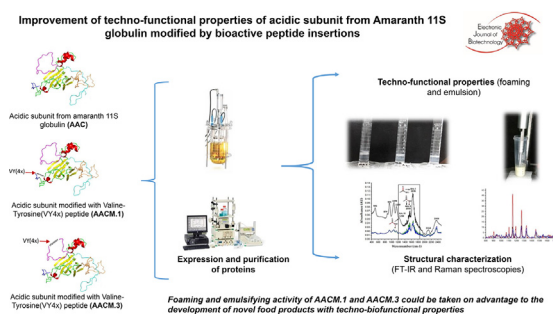 Improvement of techno-functional properties of acidic subunit from Amaranth 11S
globulin modified by bioactive peptide insertions
Electronic
Journal of
Biotechnology
Acidic subunit from amaranth 11S
globulin (AAC)
VY(4x)
Acidic subunit modified with Valine-
Tyrosine(VY4x) peptide (AACM.1)
VY(4x)
Acidic subunit modified with Valine-
Tyrosine(VY4x) peptide (AACM.3)
Expression and purification
of proteins
Techno-functional properties (foaming
and emulsion)
Structural characterization
(FT-IR and Raman spectroscopies)
Foaming and emulsifying activity of AACM.1 and AACM.3 could be taken on advantage to the
development of novel food products with techno-biofunctional properties